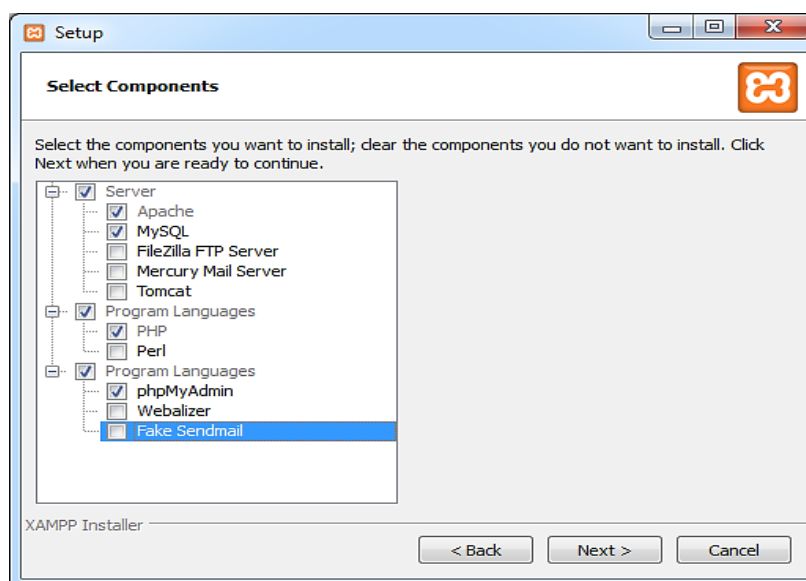 Setup
Select Components
Select the components you want to install; clear the components you do not want to install. Click
Next when you are ready to continue.
Server
Apache
MySQL
FileZilla FTP Server
Mercury Mail Server
Tomcat
Program Languages
PHP
Perl
Program Languages
phpMyAdmin
Webalizer
Fake Sendmail
XAMPP Installer
< Back
Next >
Cancel